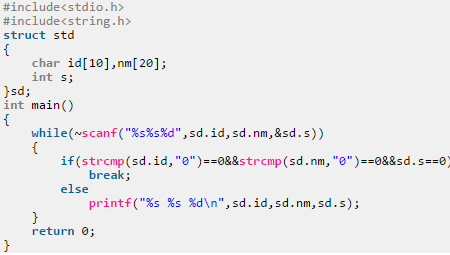 #include<stdio.h>
#include<string.h>
struct std
{
    char id[10],nm[20];
    int s;
}sd;
int main()
{
    while(~scanf("%s%s%d",sd.id,sd.nm,&sd.s))
    {
        if(strcmp(sd.id,"0")==0&&strcmp(sd.nm,"0")==0&&sd.s==0)
            break;
        else
            printf("%s %s %d\n",sd.id,sd.nm,sd.s);
    }
    return 0;
}